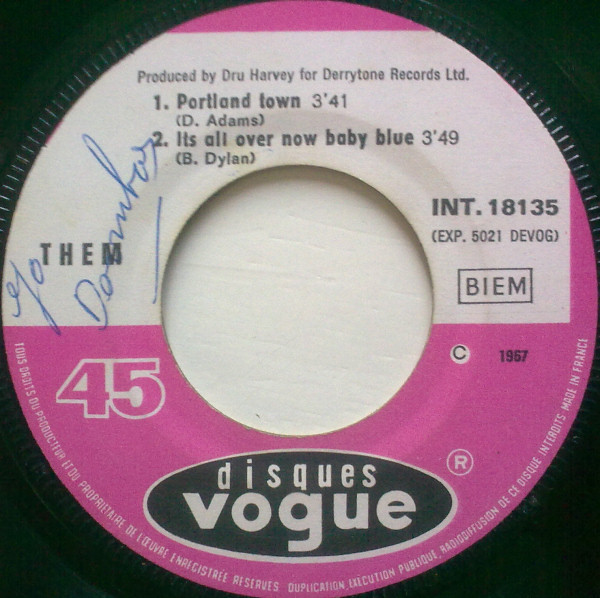 Produced by Dru Harvey for Derrytone Records Ltd.
1. Portland town 3'41
(D. Adams)
2. Its all over now baby blue 3'49
(B. Dylan)
INT. 18135
(EXP. 5021 DEVOG)
THEM
BIEM
45
C 1967
disques
vogue
®
TOUS DROITS DU PRODUCTEUR ET DU PROPRIETAIRE DE L'ŒUVRE ENREGISTRÉE RESERVES. DUPLICATION, EXÉCUTION PUBLIQUE, RADIODIFFUSION DE CE DISQUE INTERDITS. MADE IN FRANCE